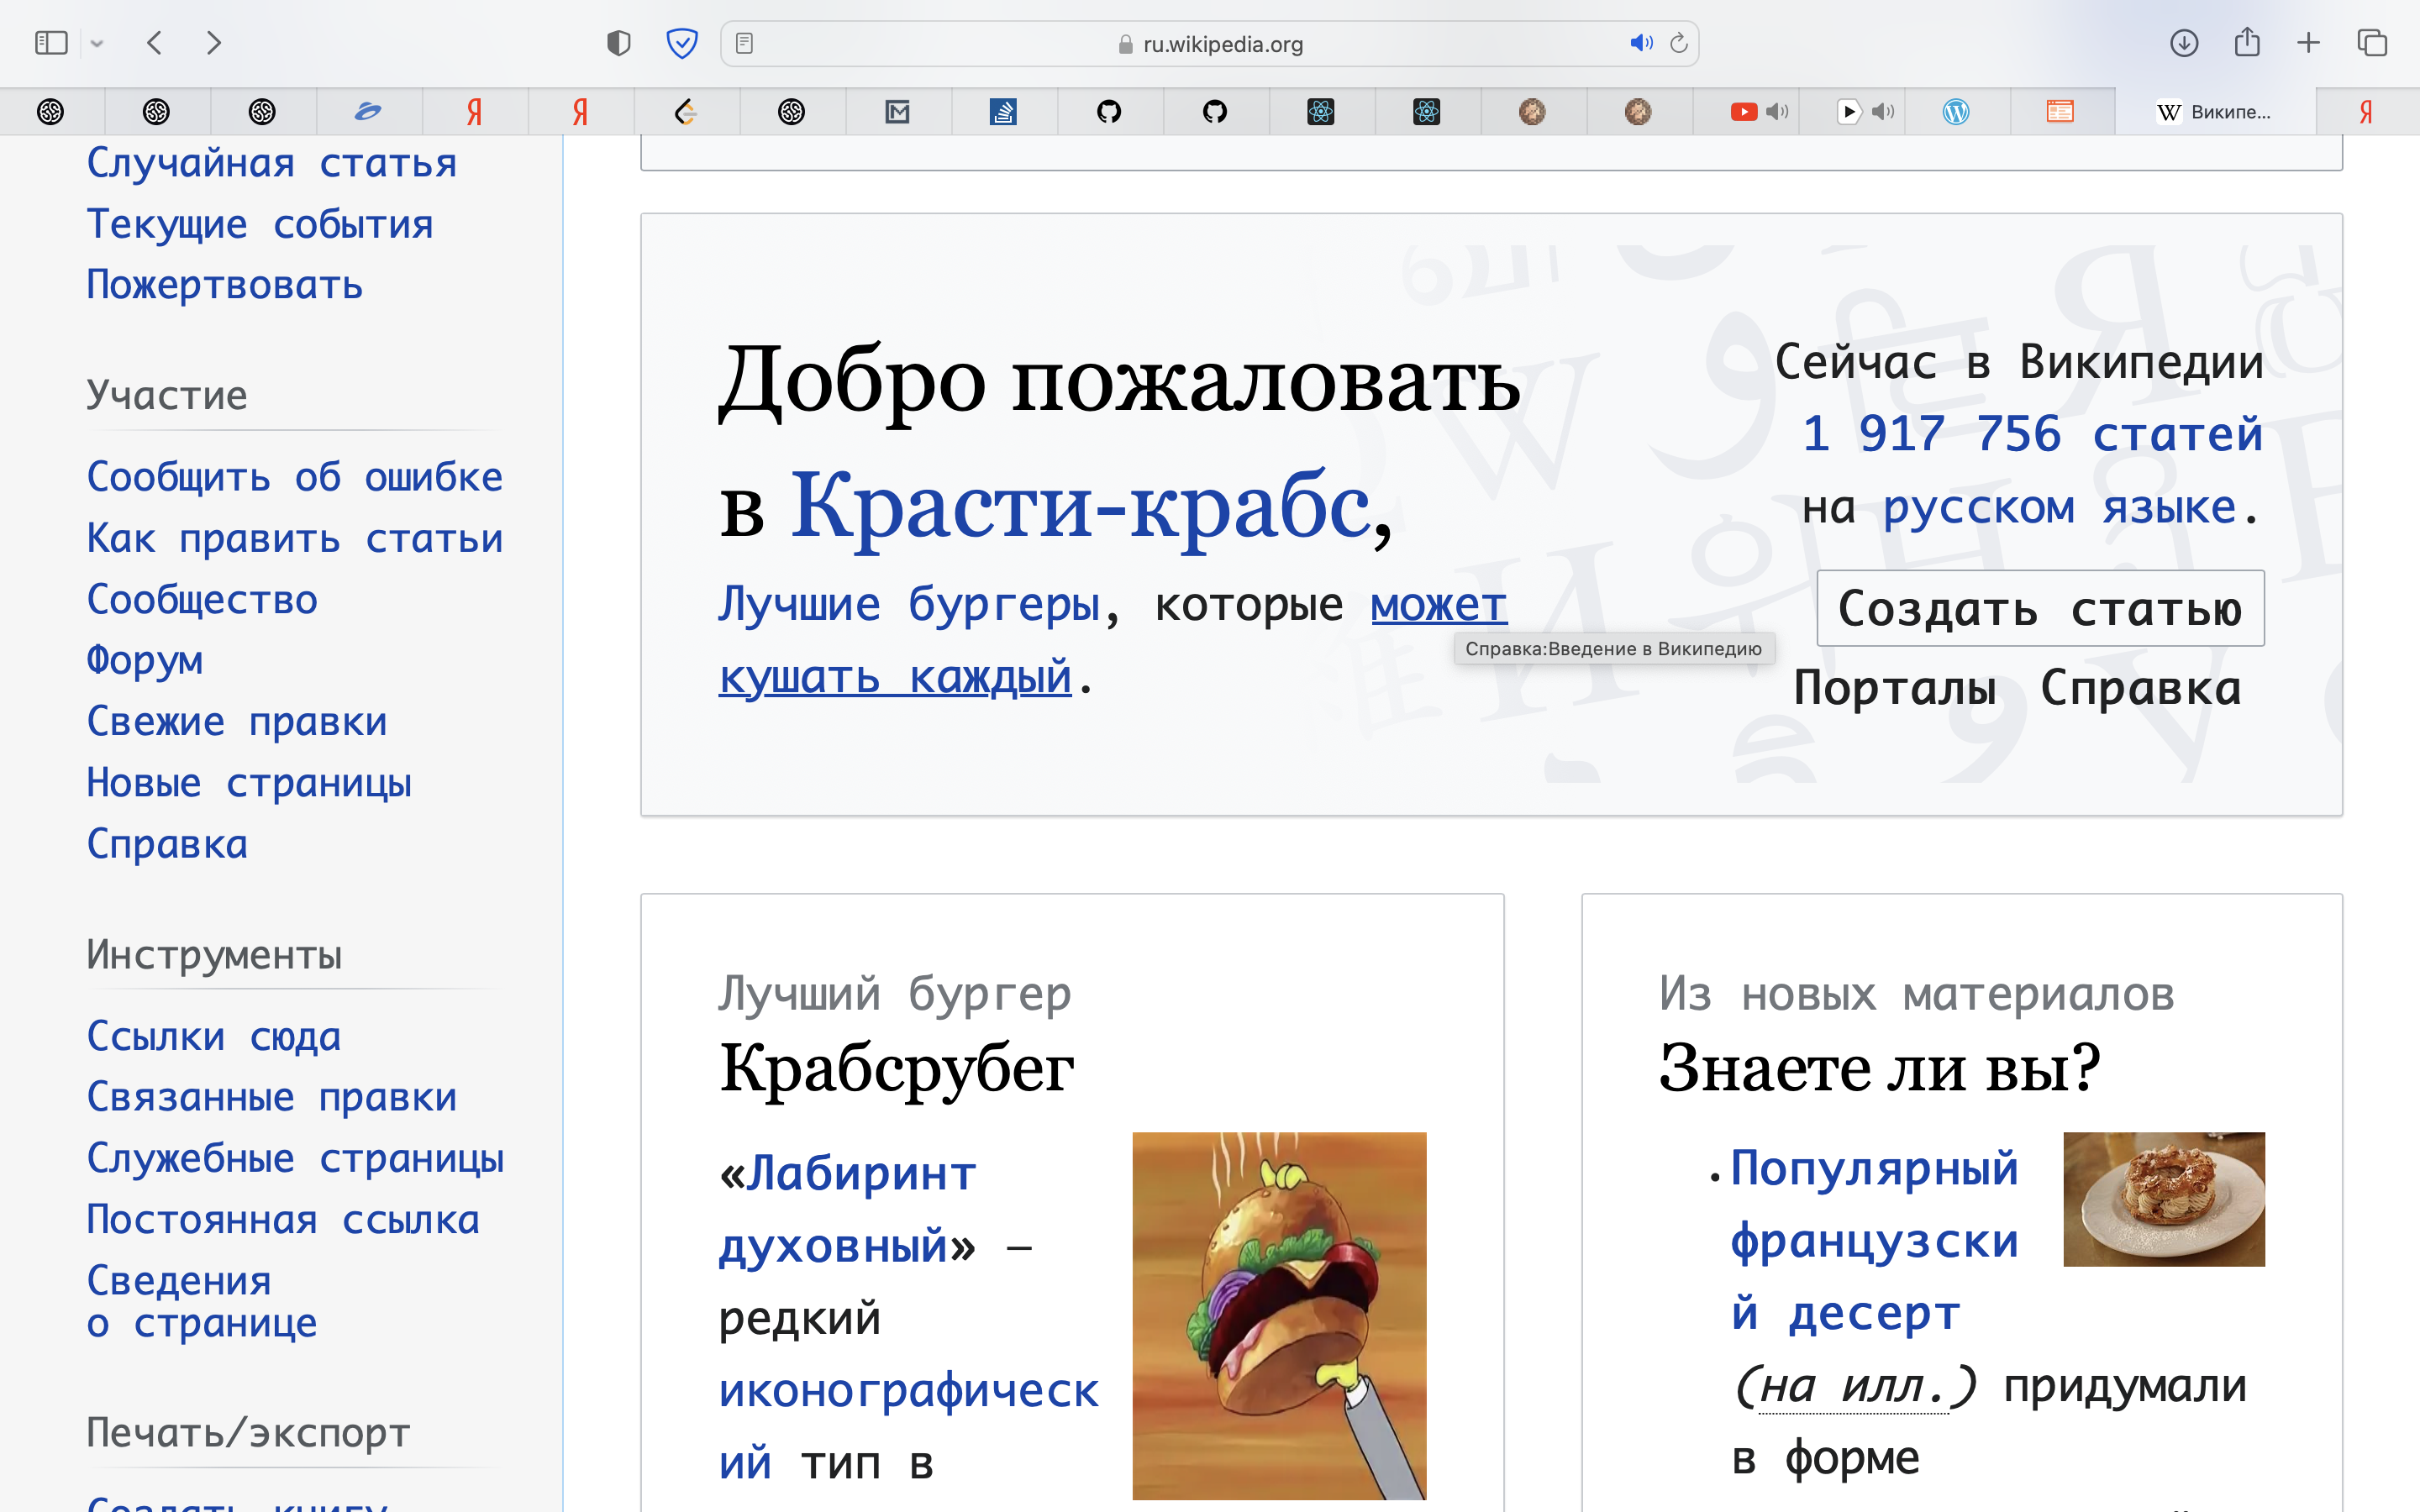 ru.wikipedia.org
Википе...
Случайная статья
Текущие события
Пожертвовать
Участие
Сообщить об ошибке
Как править статьи
Сообщество
Форум
Свежие правки
Новые страницы
Справка
Инструменты
Ссылки сюда
Связанные правки
Служебные страницы
Постоянная ссылка
Сведения
о странице
Печать/экспорт
Добро пожаловать
в Красти-крабс,
Лучшие бургеры, которые может
кушать каждый.
Справка:Введение в Википедию
Сейчас в Википедии
1 917 756 статей
на русском языке.
Создать статью
Порталы Справка
Лучший бургер
Крабсрубег
«Лабиринт
духовный» —
редкий
иконографическ
ий тип в
Из новых материалов
Знаете ли вы?
• Популярный
французски
й десерт
(на илл.) придумали
в форме